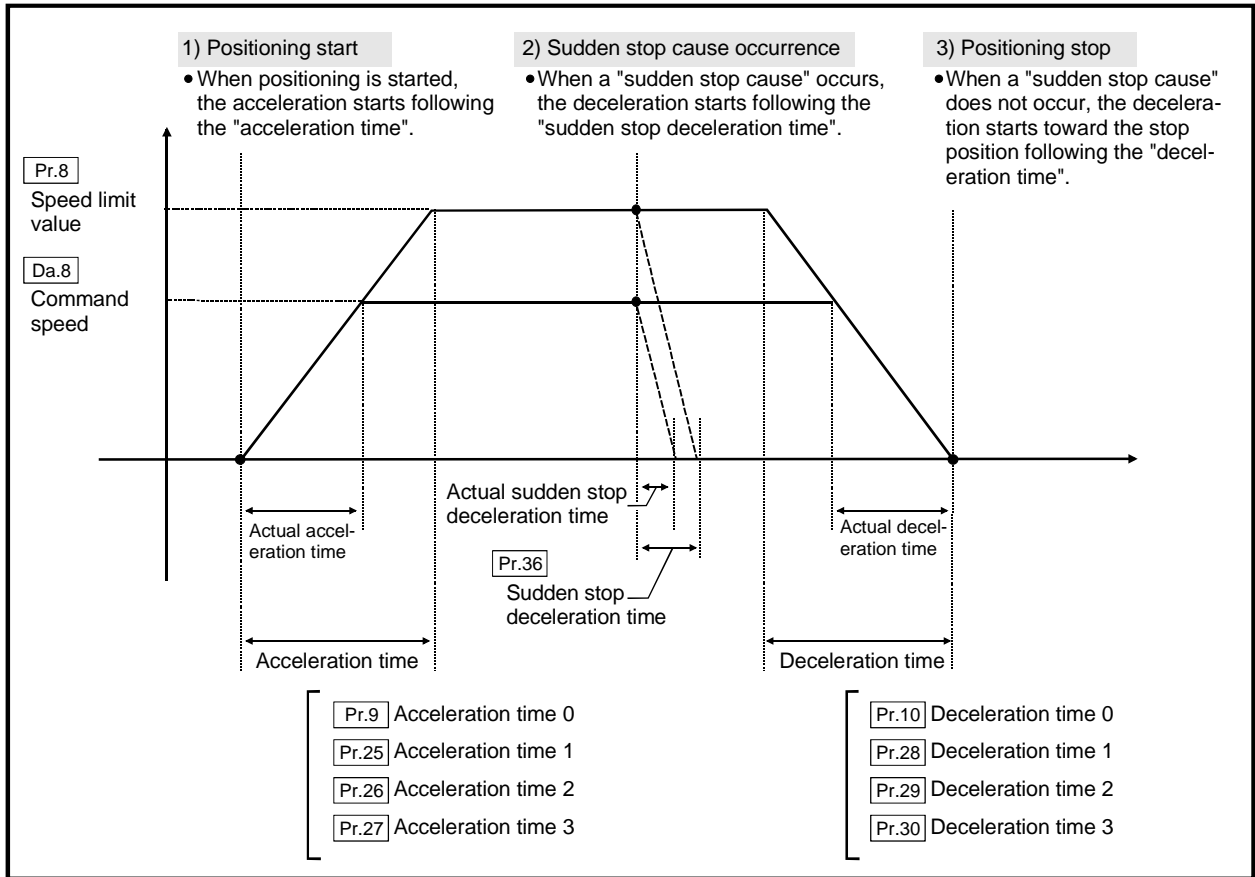 1) Positioning start
• When positioning is started,
the acceleration starts following
the "acceleration time".
2) Sudden stop cause occurrence
• When a "sudden stop cause" occurs,
the deceleration starts following the
"sudden stop deceleration time".
3) Positioning stop
• When a "sudden stop cause"
does not occur, the decelera-
tion starts toward the stop
position following the "decel-
eration time".
Pr.8
Speed limit
value
Da.8
Command
speed
Actual accel-
eration time
Actual sudden stop
deceleration time
Pr.36
Sudden stop
deceleration time
Actual decel-
eration time
Acceleration time
Deceleration time
Pr.9 Acceleration time 0
Pr.25 Acceleration time 1
Pr.26 Acceleration time 2
Pr.27 Acceleration time 3
Pr.10 Deceleration time 0
Pr.28 Deceleration time 1
Pr.29 Deceleration time 2
Pr.30 Deceleration time 3